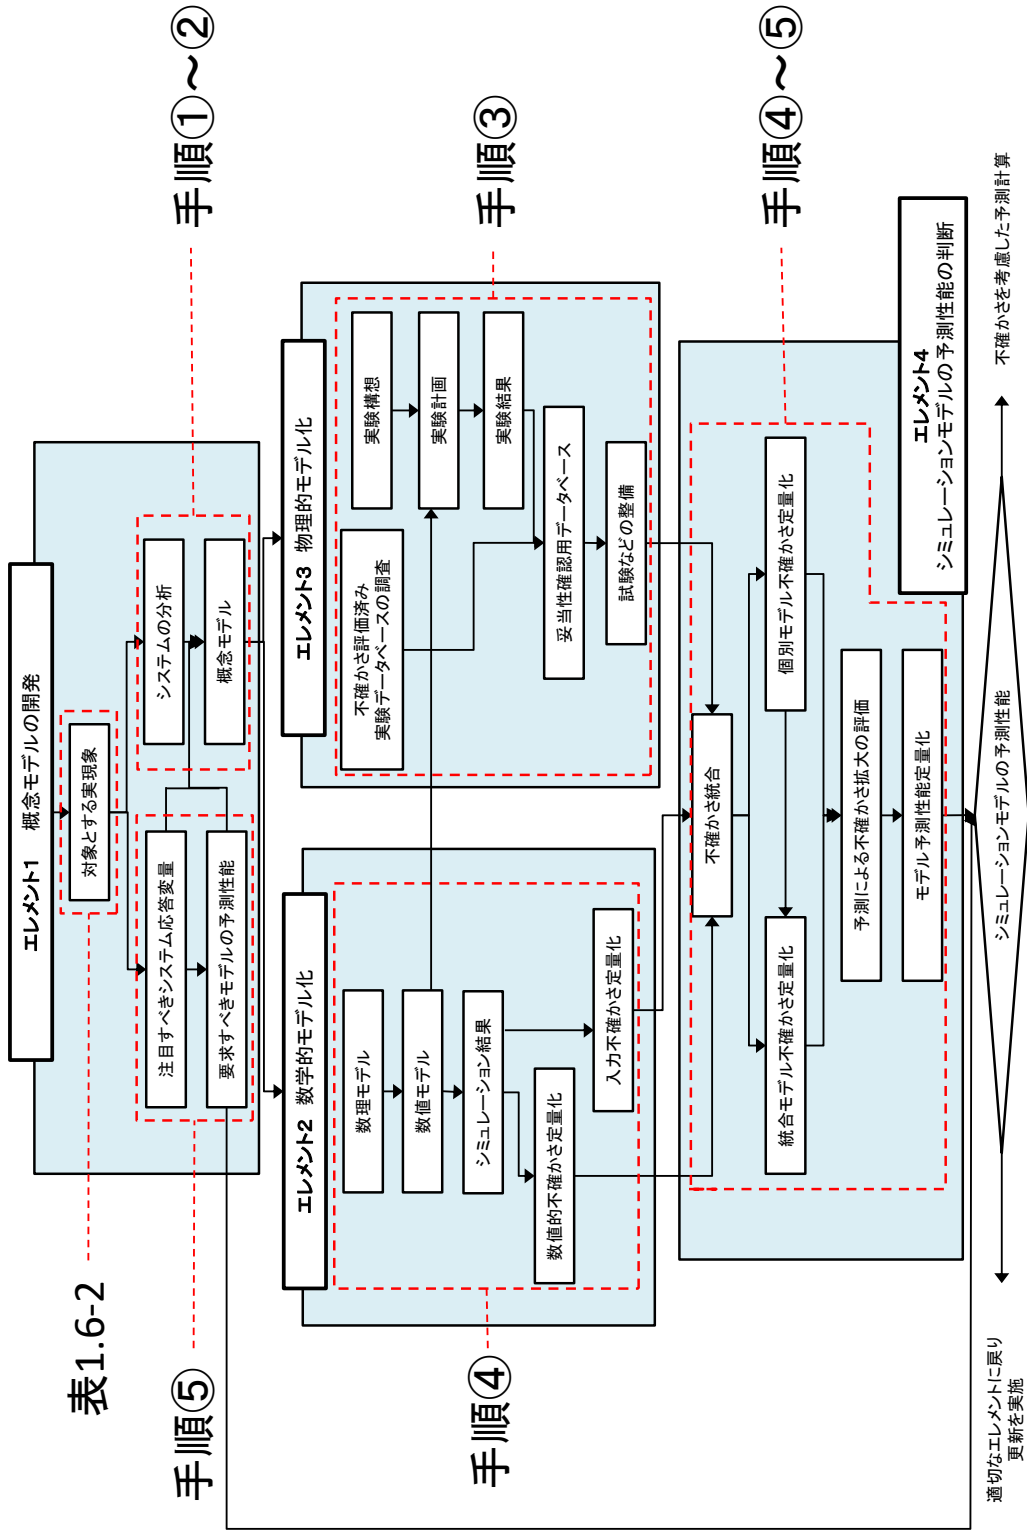 エレメント1　概念モデルの開発
対象とする実現象
表1.6-2
注目すべきシステム応答変量
要求すべきモデルの予測性能
手順⑤
システムの分析
概念モデル
手順①～②
エレメント2 数学的モデル化
数理モデル
数値モデル
シミュレーション結果
数値的不確かさ定量化
入力不確かさ定量化
手順④
エレメント3 物理的モデル化
不確かさ評価済み
実験データベースの調査
実験構想
実験計画
実験結果
妥当性確認用データベース
試験などの整備
手順③
不確かさ統合
統合モデル不確かさ定量化
個別モデル不確かさ定量化
予測による不確かさ拡大の評価
モデル予測性能定量化
手順④～⑤
エレメント4
シミュレーションモデルの予測性能の判断
シミュレーションモデルの予測性能
適切なエレメントに戻り
更新を実施
不確かさを考慮した予測計算